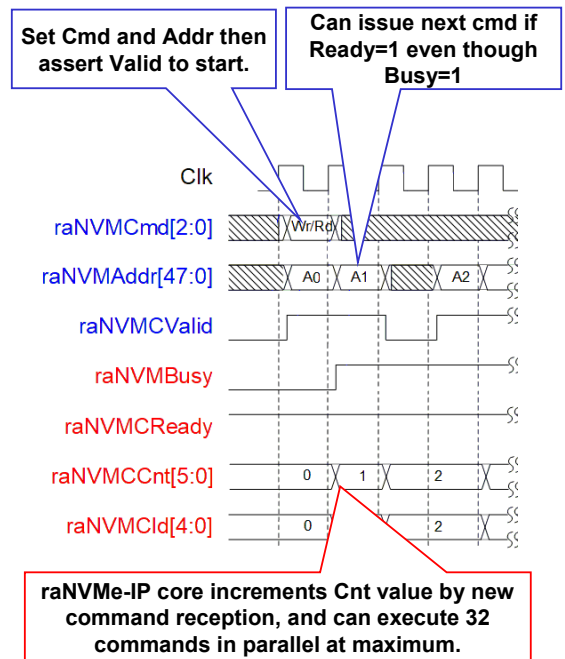 Set Cmd and Addr then
assert Valid to start.
Can issue next cmd if
Ready=1 even though
Busy=1
Clk
raNVMCmd[2:0]
Wr/Rd
raNVMAddr[47:0]
A0
A1
A2
raNVMCValid
raNVMBusy
raNVMCReady
raNVMCCnt[5:0]
0
1
2
raNVMCId[4:0]
0
2
raNVMe-IP core increments Cnt value by new
command reception, and can execute 32
commands in parallel at maximum.